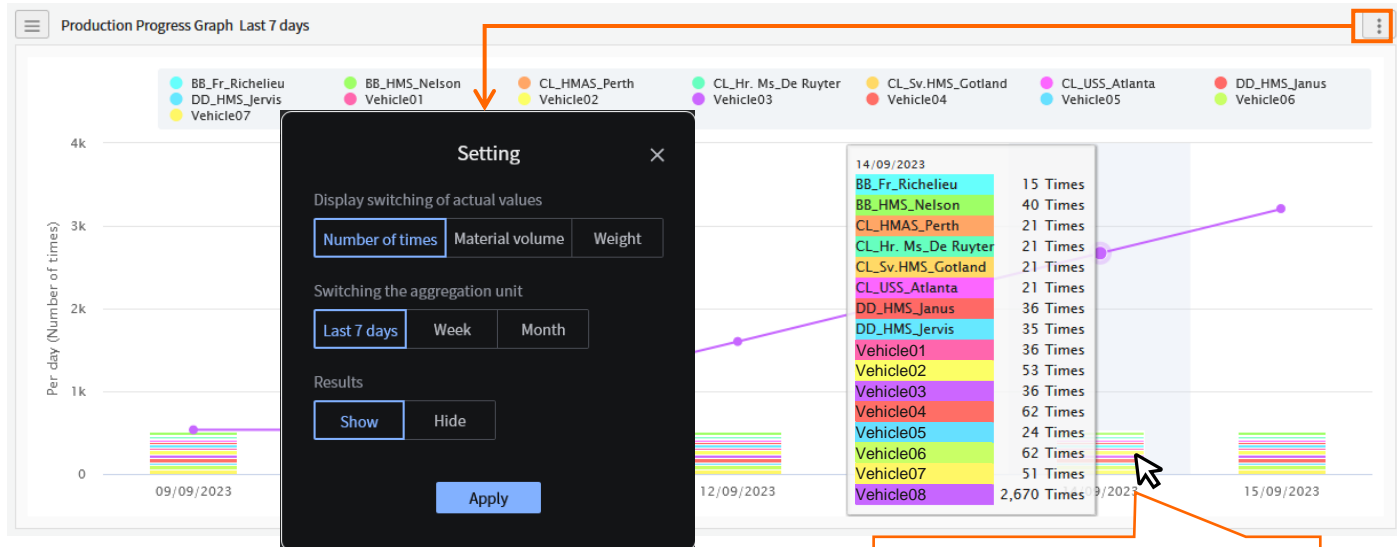 Production Progress Graph Last 7 days
BB_Fr_Richelieu BB_HMS_Nelson CL_HMAS_Perth CL_Hr. Ms_De Ruyter CL_Sv.HMS_Gotland CL_USS_Atlanta DD_HMS_Janus
DD_HMS_Jervis Vehicle01 Vehicle02 Vehicle03 Vehicle04 Vehicle05 Vehicle06
Vehicle07
Per day (Number of times)
4k
3k
2k
1k
0
Setting
Display switching of actual values
Number of times Material volume Weight
Switching the aggregation unit
Last 7 days Week Month
Results
Show Hide
Apply
14/09/2023
BB_Fr_Richelieu 15 Times
BB_HMS_Nelson 40 Times
CL_HMAS_Perth 21 Times
CL_Hr. Ms_De Ruyter 21 Times
CL_Sv.HMS_Gotland 21 Times
CL_USS_Atlanta 21 Times
DD_HMS_Janus 36 Times
DD_HMS_Jervis 35 Times
Vehicle01 36 Times
Vehicle02 53 Times
Vehicle03 36 Times
Vehicle04 62 Times
Vehicle05 24 Times
Vehicle06 62 Times
Vehicle07 51 Times
Vehicle08 2,670 Times
09/09/2023 12/09/2023 15/09/2023